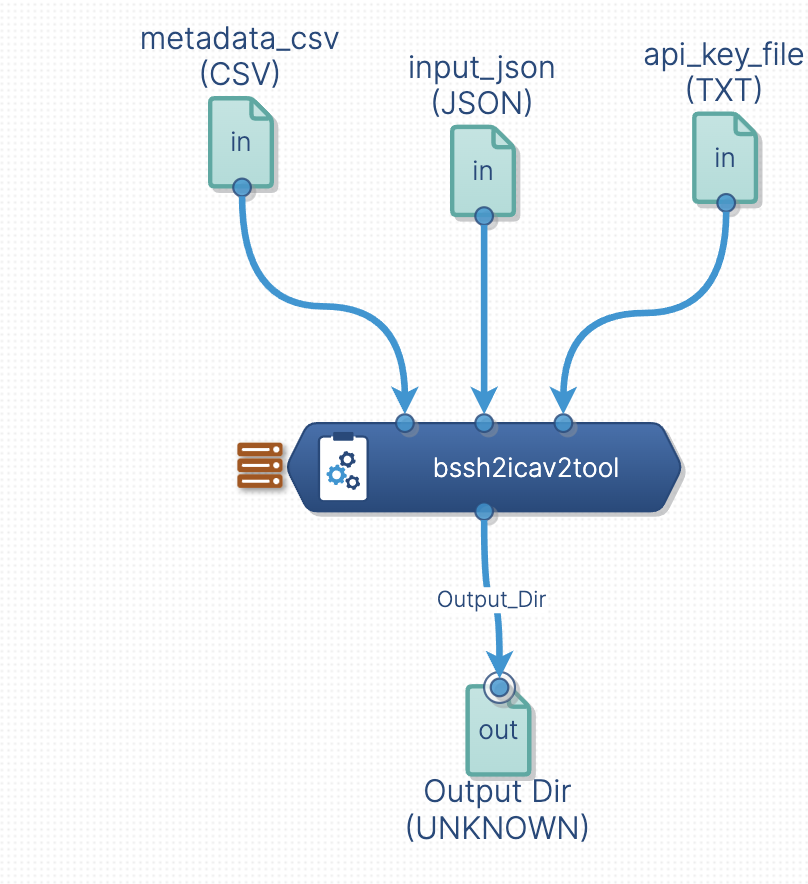 metadata_csv
(CSV)
input_json
(JSON)
api_key_file
(TXT)
in
in
in
bssh2icav2tool
Output_Dir
out
Output Dir
(UNKNOWN)